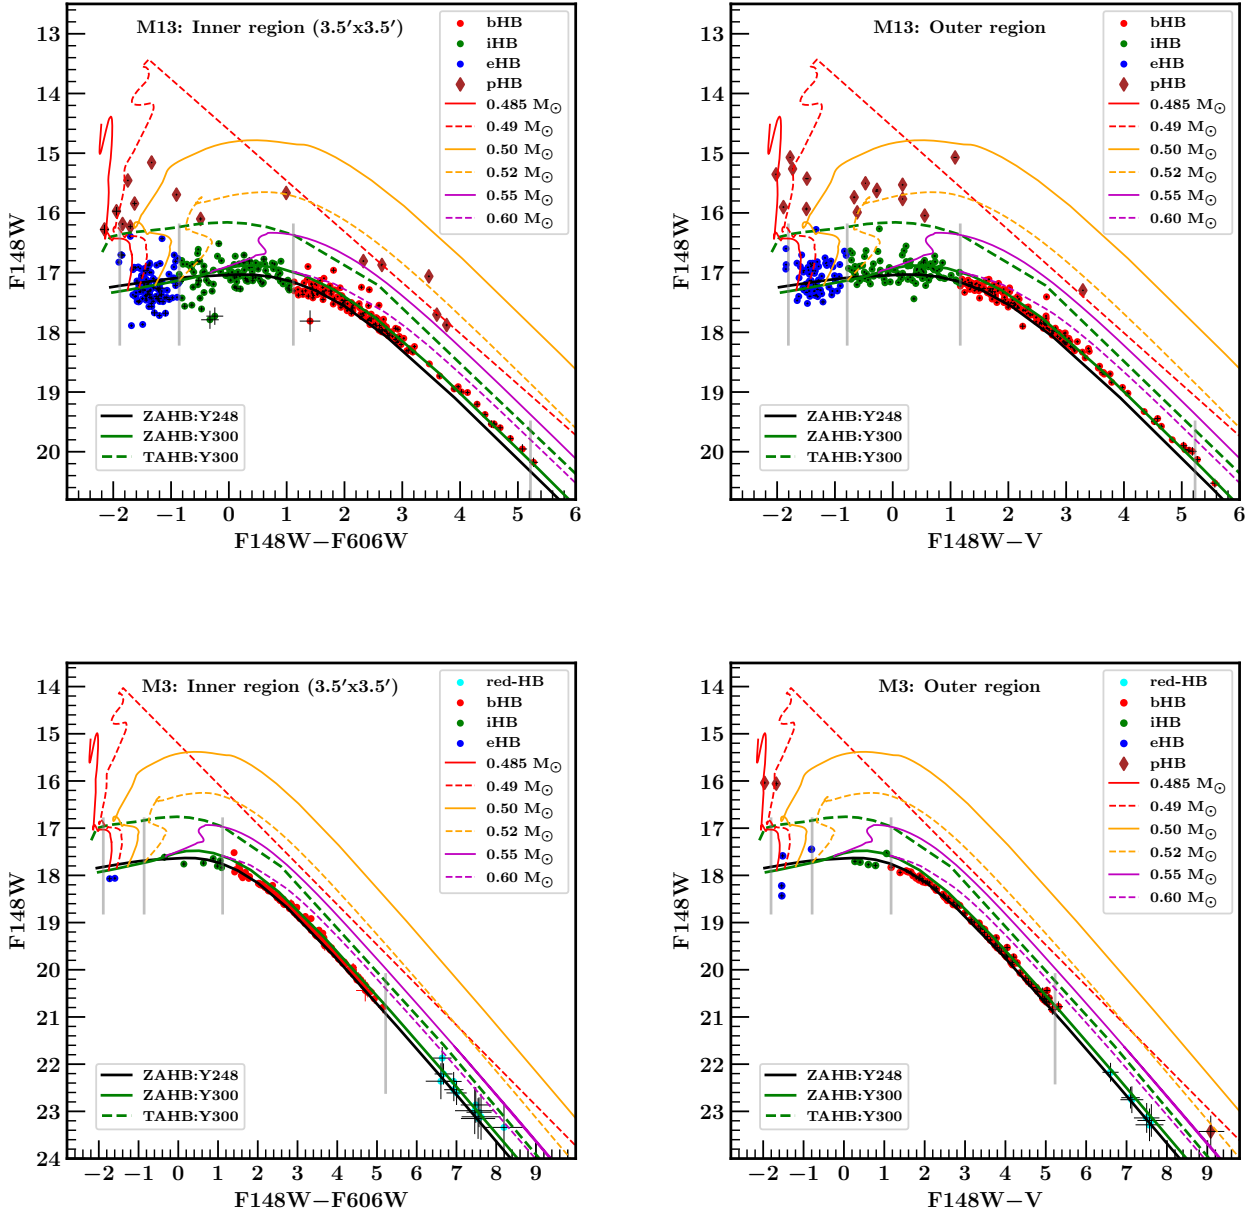 M13: Inner region (3.5′x3.5′)
bHB
iHB
eHB
pHB
0.485 M⊙
0.49 M⊙
0.50 M⊙
0.52 M⊙
0.55 M⊙
0.60 M⊙
ZAHB:Y248
ZAHB:Y300
TAHB:Y300
13
14
15
16
17
18
19
20
F148W
−2 −1 0 1 2 3 4 5 6
F148W−F606W
M13: Outer region
bHB
iHB
eHB
pHB
0.485 M⊙
0.49 M⊙
0.50 M⊙
0.52 M⊙
0.55 M⊙
0.60 M⊙
ZAHB:Y248
ZAHB:Y300
TAHB:Y300
13
14
15
16
17
18
19
20
F148W
−2 −1 0 1 2 3 4 5 6
F148W−V
M3: Inner region (3.5′x3.5′)
red-HB
bHB
iHB
eHB
0.485 M⊙
0.49 M⊙
0.50 M⊙
0.52 M⊙
0.55 M⊙
0.60 M⊙
ZAHB:Y248
ZAHB:Y300
TAHB:Y300
14
15
16
17
18
19
20
21
22
23
24
F148W
−2 −1 0 1 2 3 4 5 6 7 8 9
F148W−F606W
M3: Outer region
red-HB
bHB
iHB
eHB
pHB
0.485 M⊙
0.49 M⊙
0.50 M⊙
0.52 M⊙
0.55 M⊙
0.60 M⊙
ZAHB:Y248
ZAHB:Y300
TAHB:Y300
14
15
16
17
18
19
20
21
22
23
24
F148W
−2 −1 0 1 2 3 4 5 6 7 8 9
F148W−V